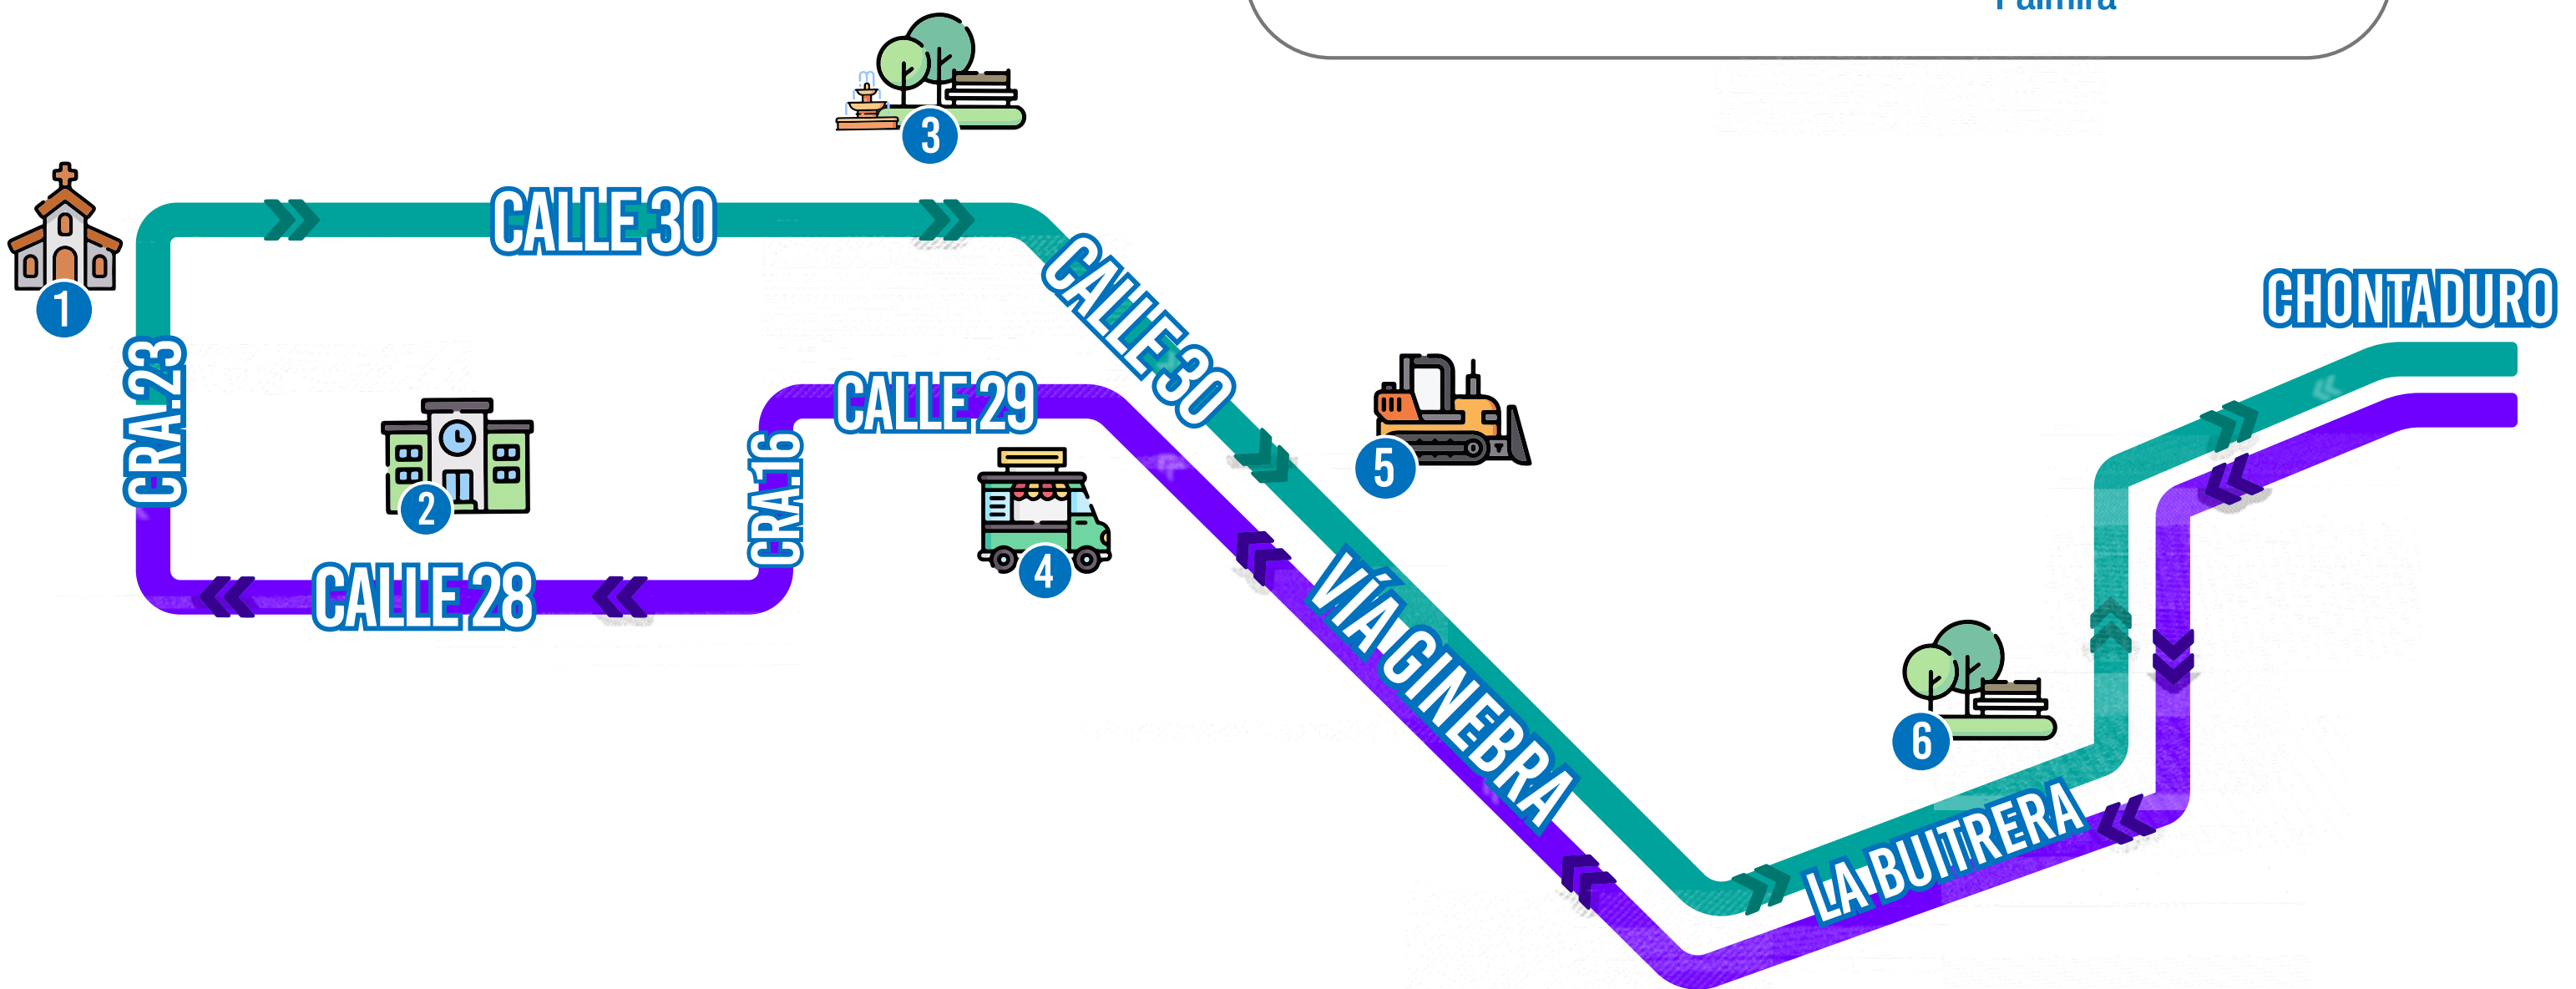 Palmira
3
1
CALLE 30
CALLE 30
CHONTADURO
CRA.23
CALLE 29
CRA.16
5
2
4
CALLE 28
VÍA GINEBRA
6
LA BUITRERA